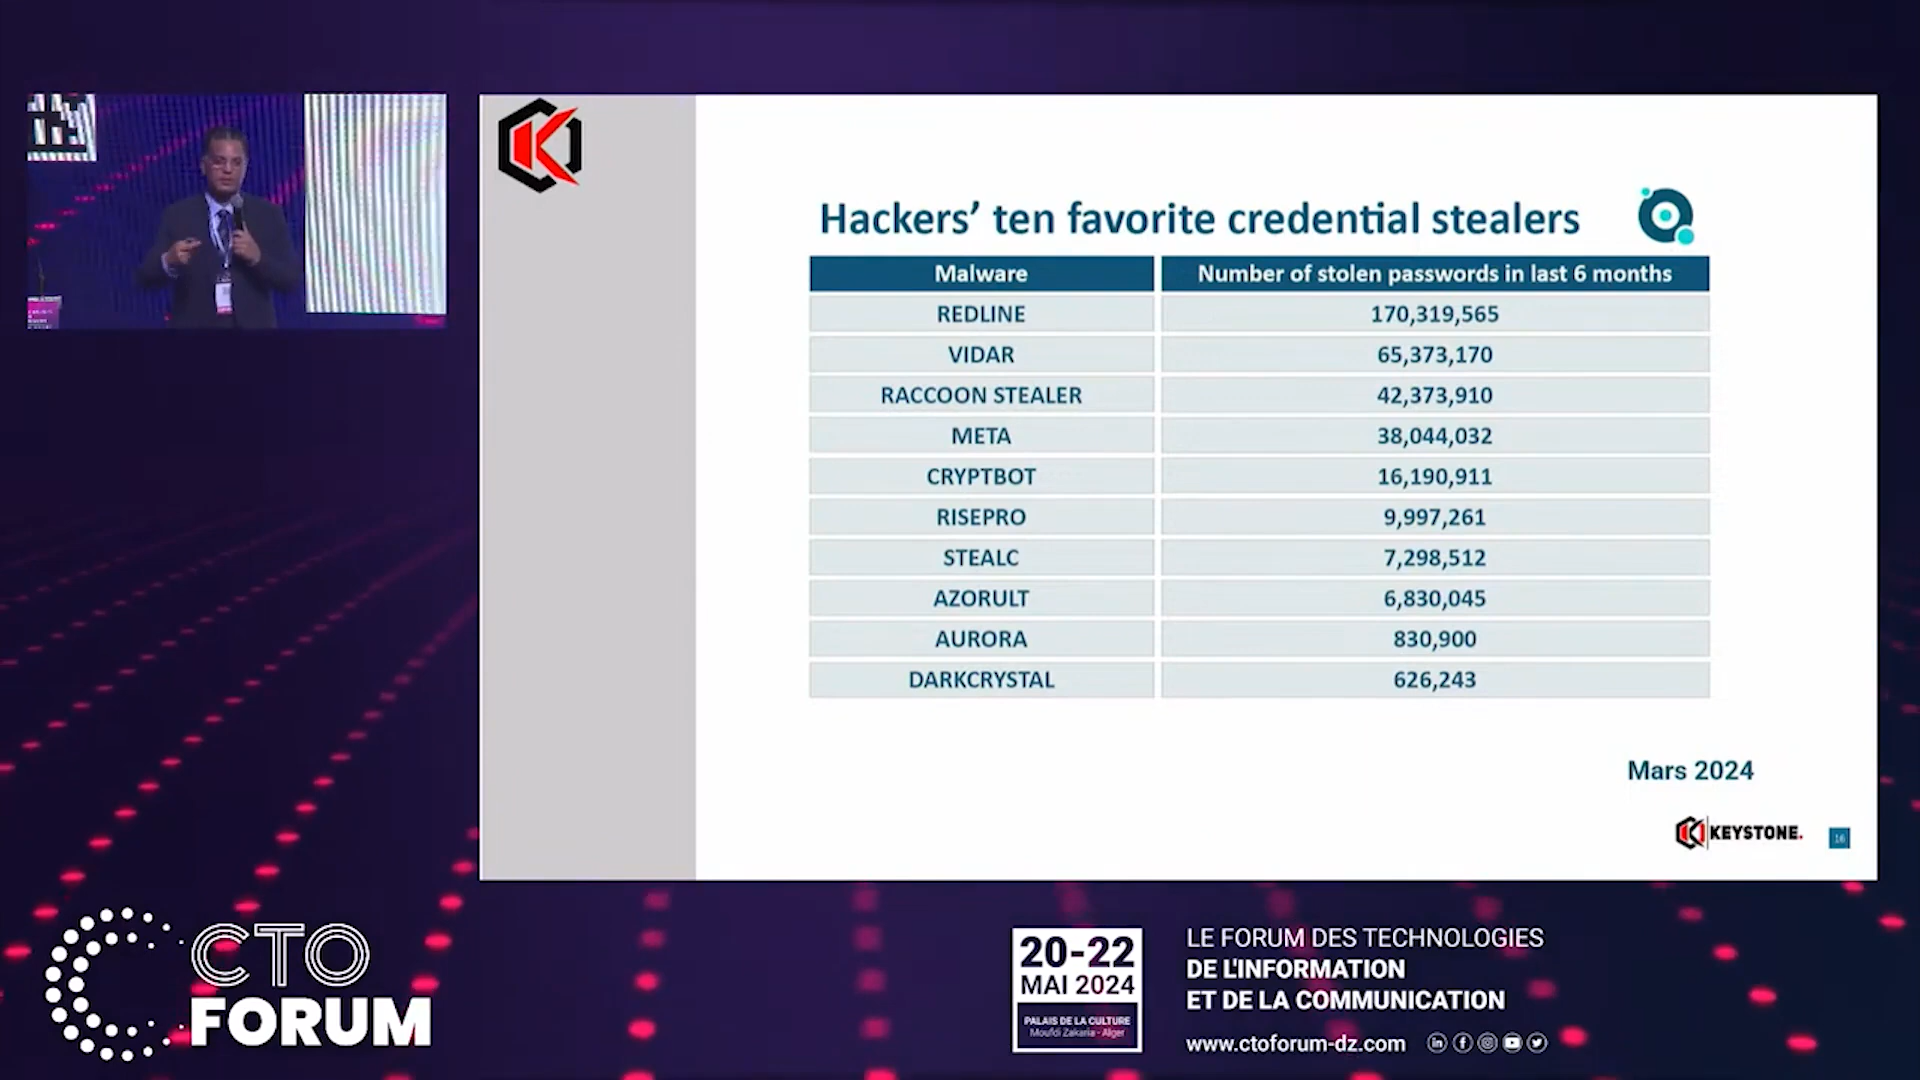 Hackers’ ten favorite credential stealers
Malware Number of stolen passwords in last 6 months
REDLINE 170,319,565
VIDAR 65,373,170
RACCOON STEALER 42,373,910
META 38,044,032
CRYPTBOT 16,190,911
RISEPRO 9,997,261
STEALC 7,298,512
AZORULT 6,830,045
AURORA 830,900
DARKCRYSTAL 626,243
Mars 2024
KEYSTONE.
16
CTO
FORUM
20-22
MAI 2024
PALAIS DE LA CULTURE
Moufdi Zakaria - Alger
LE FORUM DES TECHNOLOGIES
DE L'INFORMATION
ET DE LA COMMUNICATION
www.ctoforum-dz.com